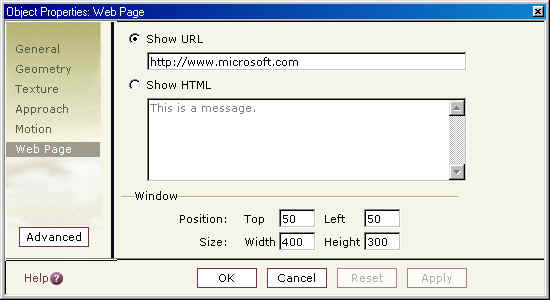 Object Properties: Web Page
General
Geometry
Texture
Approach
Motion
Web Page
Advanced
Show URL
http://www.microsoft.com
Show HTML
This is a message.
Window
Position: Top 50 Left 50
Size: Width 400 Height 300
Help ?
OK Cancel Reset Apply